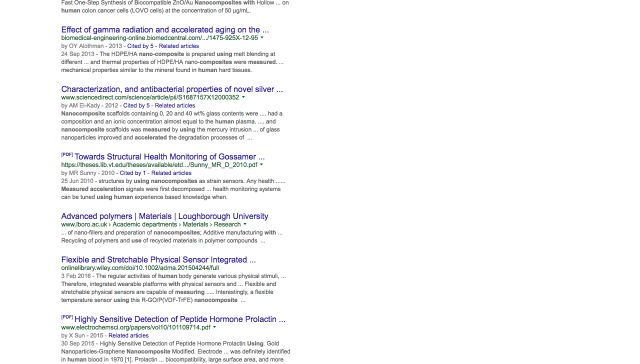 Fast One-Step Synthesis of Biocompatible ZnO/Au Nanocomposites with Hollow ... on
human colon cancer cells (LOVO cells) at the concentration of 50 μg/mL.
Effect of gamma radiation and accelerated aging on the ...
biomedical-engineering-online.biomedcentral.com/.../1475-925X-12-95
by OY Alothman - 2013 - Cited by 5 - Related articles
24 Sep 2013 - The HDPE/HA nano-composite is prepared using melt blending at
different ... and thermal properties of HDPE/HA nano-composites were measured. ...
mechanical properties similar to the mineral found in human hard tissues.
Characterization, and antibacterial properties of novel silver ...
www.sciencedirect.com/science/article/pii/S1687157X12000352
by AM El-Kady - 2012 - Cited by 5 - Related articles
Nanocomposite scaffolds containing 0, 20 and 40 wt% glass contents were .... had a
composition and an ionic concentration almost equal to the human plasma. .... and
nanocomposite scaffolds was measured by using the mercury intrusion ... of glass
nanoparticles improved and accelerated the degradation processes of ...
[PDF] Towards Structural Health Monitoring of Gossamer ...
https://theses.lib.vt.edu/theses/available/etd.../Sunny_MR_D_2010.pdf
by MR Sunny - 2010 - Cited by 1 - Related articles
25 Jun 2010 - structures by using nanocomposites as strain sensors. Any health ......
Measured acceleration signals were first decomposed ... health monitoring systems
can be tuned using human experience based knowledge when.
Advanced polymers | Materials | Loughborough University
www.lboro.ac.uk › Academic departments › Materials › Research
... of nano-fillers and preparation of nanocomposites; Additive manufacturing with ...
Recycling of polymers and use of recycled materials in polymer compounds ...
Flexible and Stretchable Physical Sensor Integrated ...
onlinelibrary.wiley.com/doi/10.1002/adma.201504244/full
3 Feb 2016 - The regular activities of human body generate various physical stimuli, ...
Therefore, integrated wearable platforms with physical sensors and ... Flexible and
stretchable physical sensors are capable of measuring .... Interestingly, a flexible
temperature sensor using this R-GO/P(VDF-TrFE) nanocomposite ...
[PDF] Highly Sensitive Detection of Peptide Hormone Prolactin ...
www.electrochemsci.org/papers/vol10/101109714.pdf
by X Sun - 2015 - Related articles
30 Sep 2015 - Highly Sensitive Detection of Peptide Hormone Prolactin Using. Gold
Nanoparticles-Graphene Nanocomposite Modified. Electrode ... was definitely identified
in human blood in 1970 [1]. Prolactin ... biocompatibility, large surface area, and more